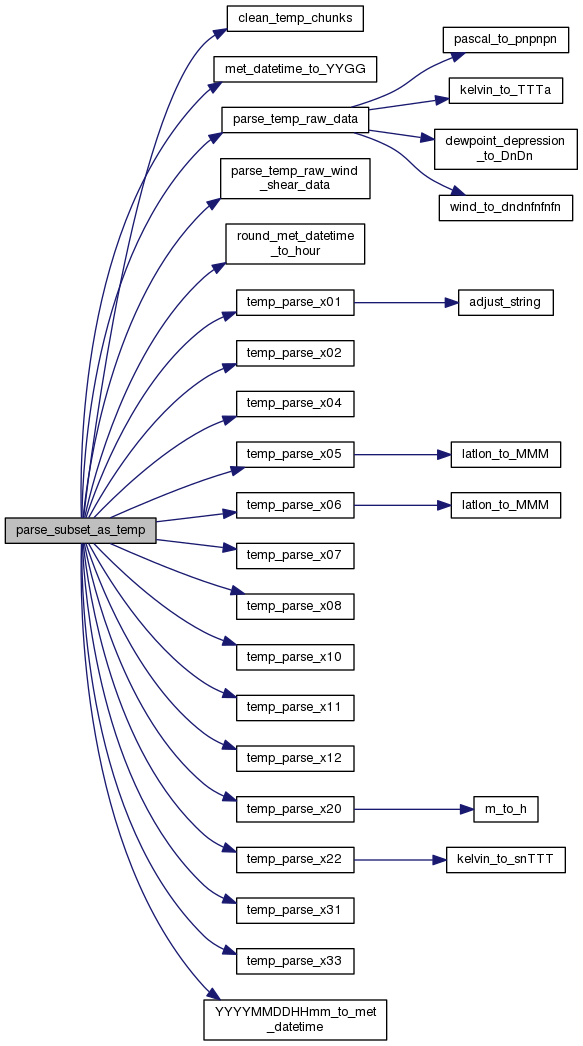 clean_temp_chunks
met_datetime_to_YYGG
parse_temp_raw_data
pascal_to_pnpnpn
kelvin_to_TTTa
dewpoint_depression
_to_DnDn
wind_to_dndnfnfnfn
parse_temp_raw_wind
_shear_data
round_met_datetime
_to_hour
temp_parse_x01
adjust_string
temp_parse_x02
temp_parse_x04
temp_parse_x05
latlon_to_MMM
parse_subset_as_temp
temp_parse_x06
latlon_to_MMM
temp_parse_x07
temp_parse_x08
temp_parse_x10
temp_parse_x11
temp_parse_x12
temp_parse_x20
m_to_h
temp_parse_x22
kelvin_to_snTTT
temp_parse_x31
temp_parse_x33
YYYYMMDDHHmm_to_met
_datetime